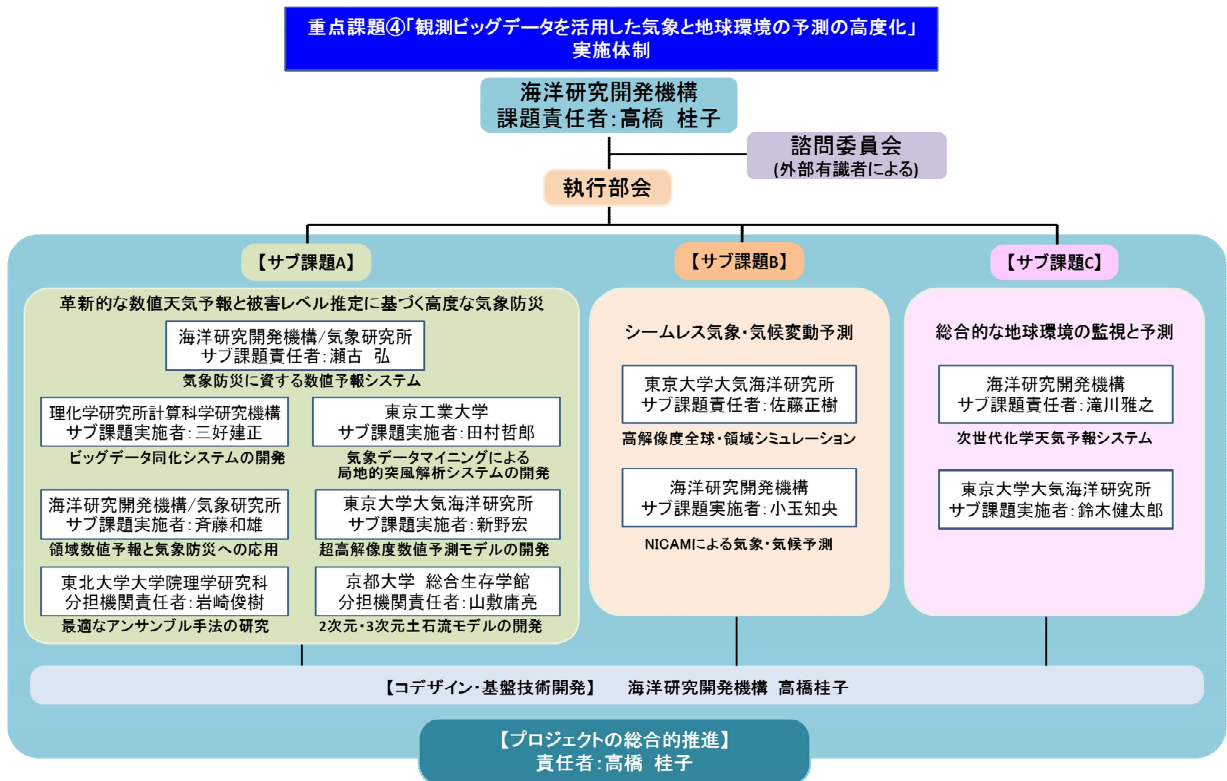 重点課題④「観測ビッグデータを活用した気象と地球環境の予測の高度化」
実施体制
海洋研究開発機構
課題責任者:高橋 桂子
諮問委員会
(外部有識者による)
執行部会
【サブ課題A】
革新的な数値天気予報と被害レベル推定に基づく高度な気象防災
海洋研究開発機構/気象研究所
サブ課題責任者:瀬古 弘
気象防災に資する数値予報システム
理化学研究所計算科学研究機構
サブ課題実施者:三好建正
ビッグデータ同化システムの開発
東京工業大学
サブ課題実施者:田村哲郎
気象データマイニングによる
局地的突風解析システムの開発
海洋研究開発機構/気象研究所
サブ課題実施者:斉藤和雄
領域数値予報と気象防災への応用
東京大学大気海洋研究所
サブ課題実施者:新野宏
超高解像度数値予測モデルの開発
東北大学大学院理学研究科
分担機関責任者:岩崎俊樹
最適なアンサンブル手法の研究
京都大学 総合生存学館
分担機関責任者:山敷庸亮
2次元・3次元土石流モデルの開発
【サブ課題B】
シームレス気象・気候変動予測
東京大学大気海洋研究所
サブ課題責任者:佐藤正樹
高解像度全球・領域シミュレーション
海洋研究開発機構
サブ課題実施者:小玉知央
NICAMによる気象・気候予測
【サブ課題C】
総合的な地球環境の監視と予測
海洋研究開発機構
サブ課題責任者:滝川雅之
次世代化学天気予報システム
東京大学大気海洋研究所
サブ課題実施者:鈴木健太郎
【コデザイン・基盤技術開発】 海洋研究開発機構 高橋桂子
【プロジェクトの総合的推進】
責任者:高橋 桂子